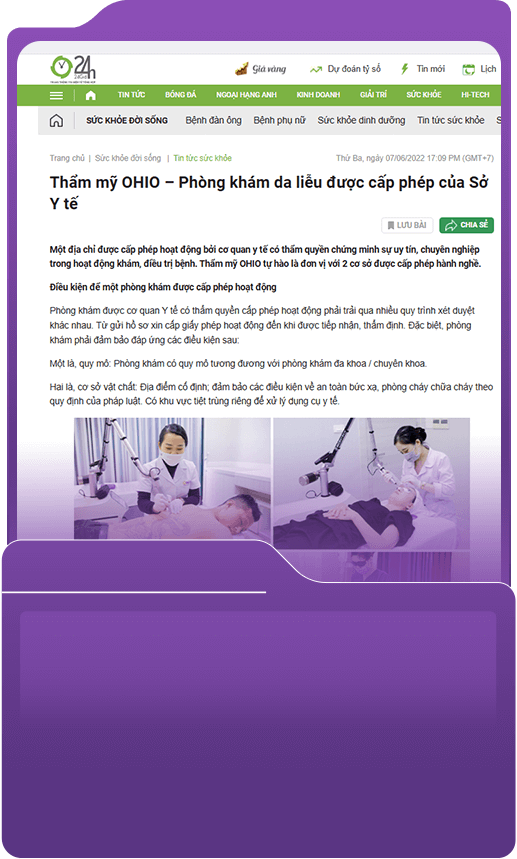 24h
Giá vàng
Dự đoán tỷ số
Tin mới
Lịch
TIN TỨC
BÓNG ĐÁ
NGOẠI HẠNG ANH
KINH DOANH
GIẢI TRÍ
SỨC KHỎE
HI-TECH
SỨC KHỎE ĐỜI SỐNG
Bệnh đàn ông
Bệnh phụ nữ
Sức khỏe dinh dưỡng
Tin tức sức khỏe
S
Trang chủ | Sức khỏe đời sống | Tin tức sức khỏe
Thứ Ba, ngày 07/06/2022 17:09 PM (GMT+7)
Thẩm mỹ OHIO – Phòng khám da liễu được cấp phép của Sở
Y tế
LƯU BÀI
CHIA SẺ
Một địa chỉ được cấp phép hoạt động bởi cơ quan y tế có thẩm quyền chứng minh sự uy tín, chuyên nghiệp
trong hoạt động khám, điều trị bệnh. Thẩm mỹ OHIO tự hào là đơn vị với 2 cơ sở được cấp phép hành nghề.
Điều kiện để một phòng khám được cấp phép hoạt động
Phòng khám được cơ quan Y tế có thẩm quyền cấp phép hoạt động phải trải qua nhiều quy trình xét duyệt
khác nhau. Từ gửi hồ sơ xin cấp giấy phép hoạt động đến khi được tiếp nhận, thẩm định. Đặc biệt, phòng
khám phải đảm bảo đáp ứng các điều kiện sau:
Một là, quy mô: Phòng khám có quy mô tương đương với phòng khám đa khoa / chuyên khoa.
Hai là, cơ sở vật chất: Địa điểm cố định; đảm bảo các điều kiện về an toàn bức xạ, phòng cháy chữa cháy theo
quy định của pháp luật. Có khu vực tiệt trùng riêng để xử lý dụng cụ y tế.